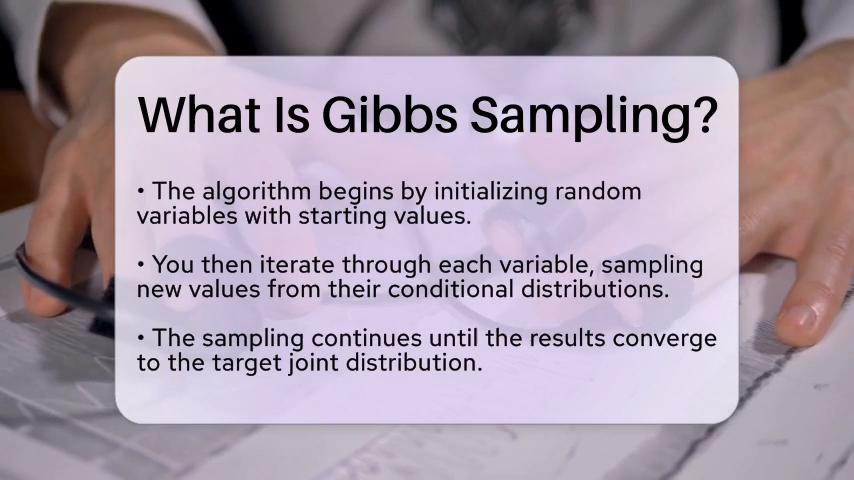 What Is Gibbs Sampling?
• The algorithm begins by initializing random
variables with starting values.
• You then iterate through each variable, sampling
new values from their conditional distributions.
• The sampling continues until the results converge
to the target joint distribution.